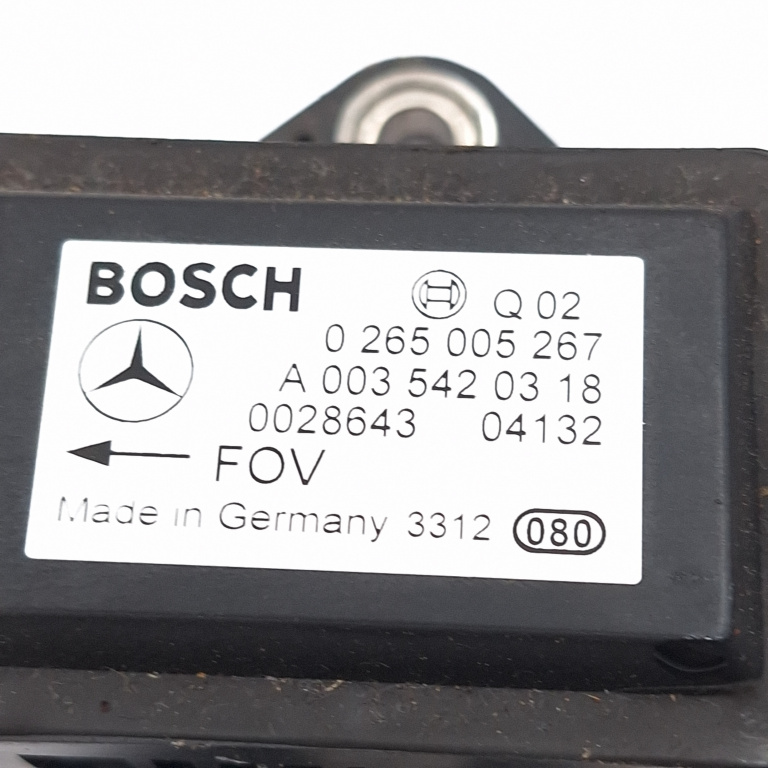 BOSCH
Q 02
0 265 005 267
A 003 542 03 18
0028643 04132
FOV
Made in Germany 3312 080